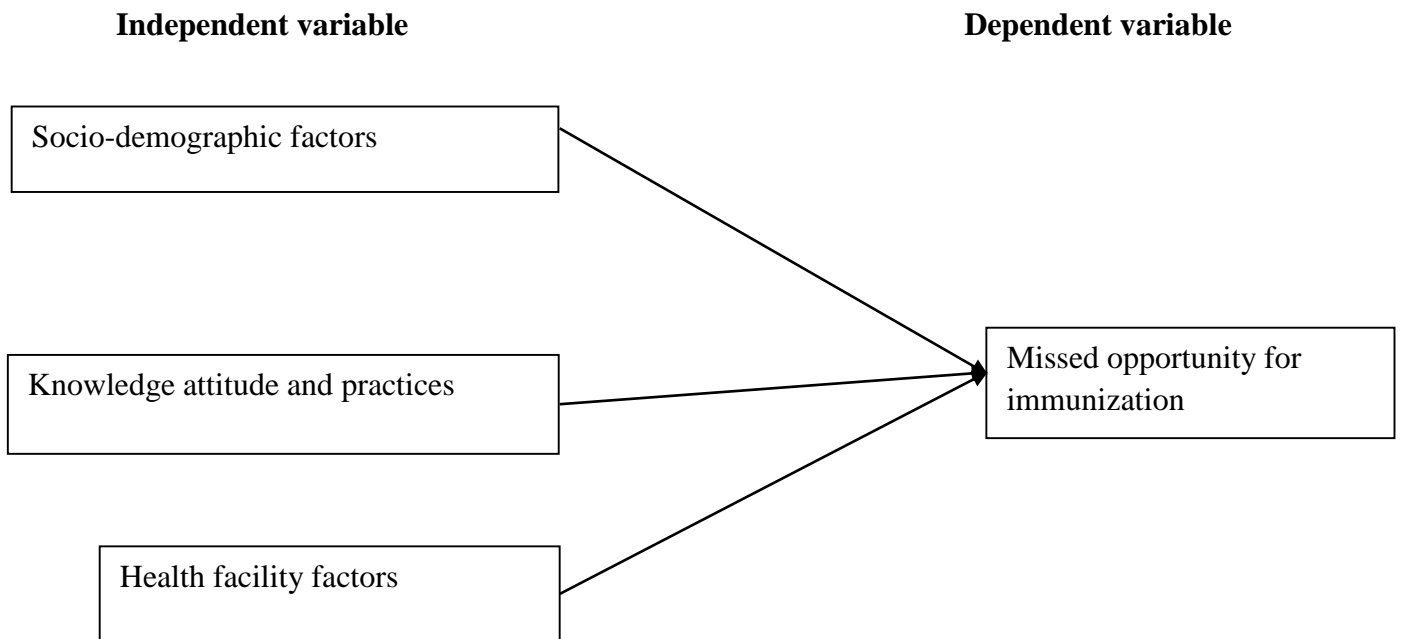 Independent variable
Dependent variable
Socio-demographic factors
Knowledge attitude and practices
Missed opportunity for
immunization
Health facility factors